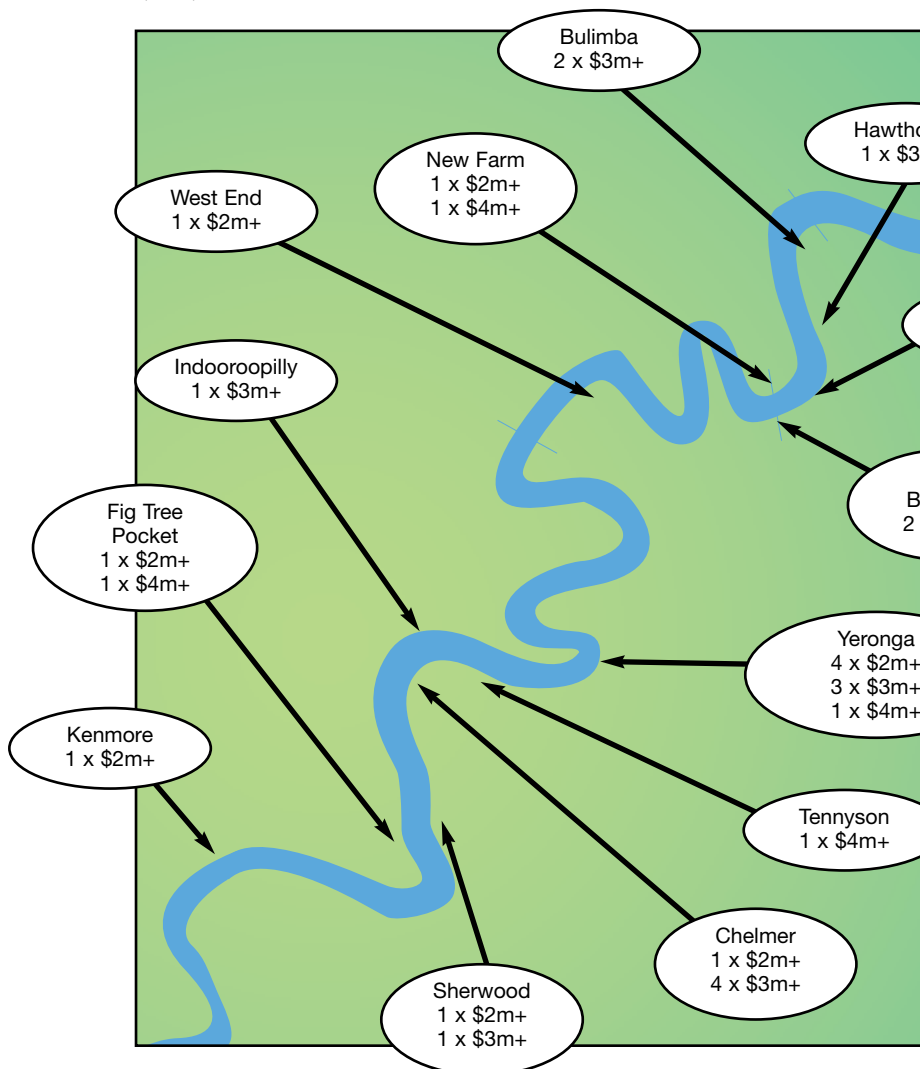 Bulimba
2 x $3m+
New Farm
1 x $2m+
1 x $4m+
West End
1 x $2m+
Indooroopilly
1 x $3m+
Fig Tree
Pocket
1 x $2m+
1 x $4m+
Yeronga
4 x $2m+
3 x $3m+
1 x $4m+
Kenmore
1 x $2m+
Tennyson
1 x $4m+
Chelmer
1 x $2m+
4 x $3m+
Sherwood
1 x $2m+
1 x $3m+